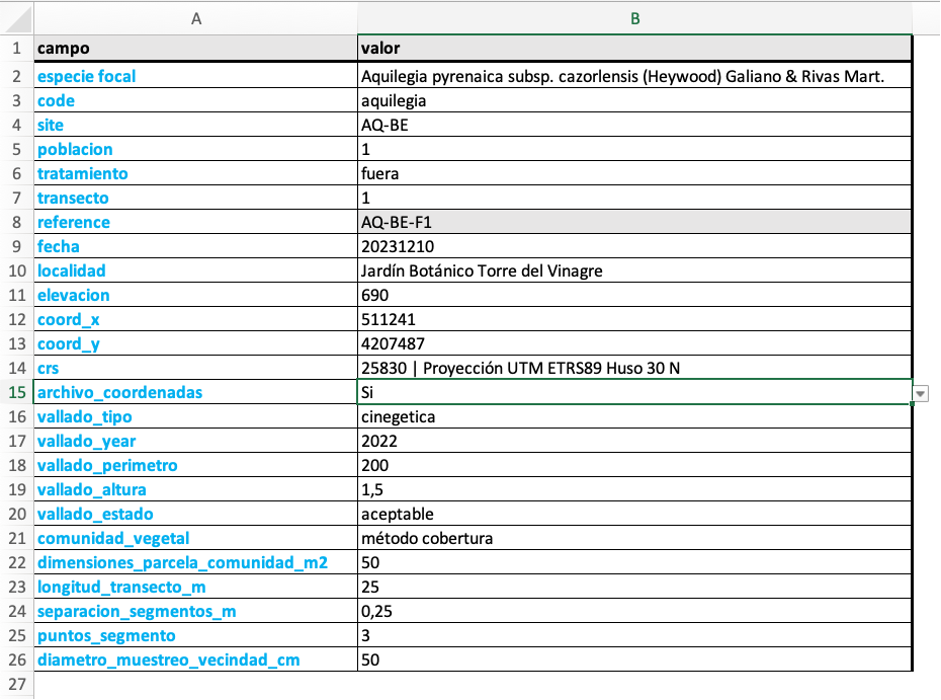 A B
1 campo valor
2 especie focal Aquilegia pyrenaica subsp. cazorlensis (Heywood) Galiano & Rivas Mart.
3 code aquilegia
4 site AQ-BE
5 poblacion 1
6 tratamiento fuera
7 transecto 1
8 reference AQ-BE-F1
9 fecha 20231210
10 localidad Jardín Botánico Torre del Vinagre
11 elevacion 690
12 coord_x 511241
13 coord_y 4207487
14 crs 25830 | Proyección UTM ETRS89 Huso 30 N
15 archivo_coordenadas Si
16 vallado_tipo cinegetica
17 vallado_year 2022
18 vallado_perimetro 200
19 vallado_altura 1,5
20 vallado_estado aceptable
21 comunidad_vegetal método cobertura
22 dimensiones_parcela_comunidad_m2 50
23 longitud_transecto_m 25
24 separacion_segmentos_m 0,25
25 puntos_segmento 3
26 diametro_muestreo_vecindad_cm 50
27